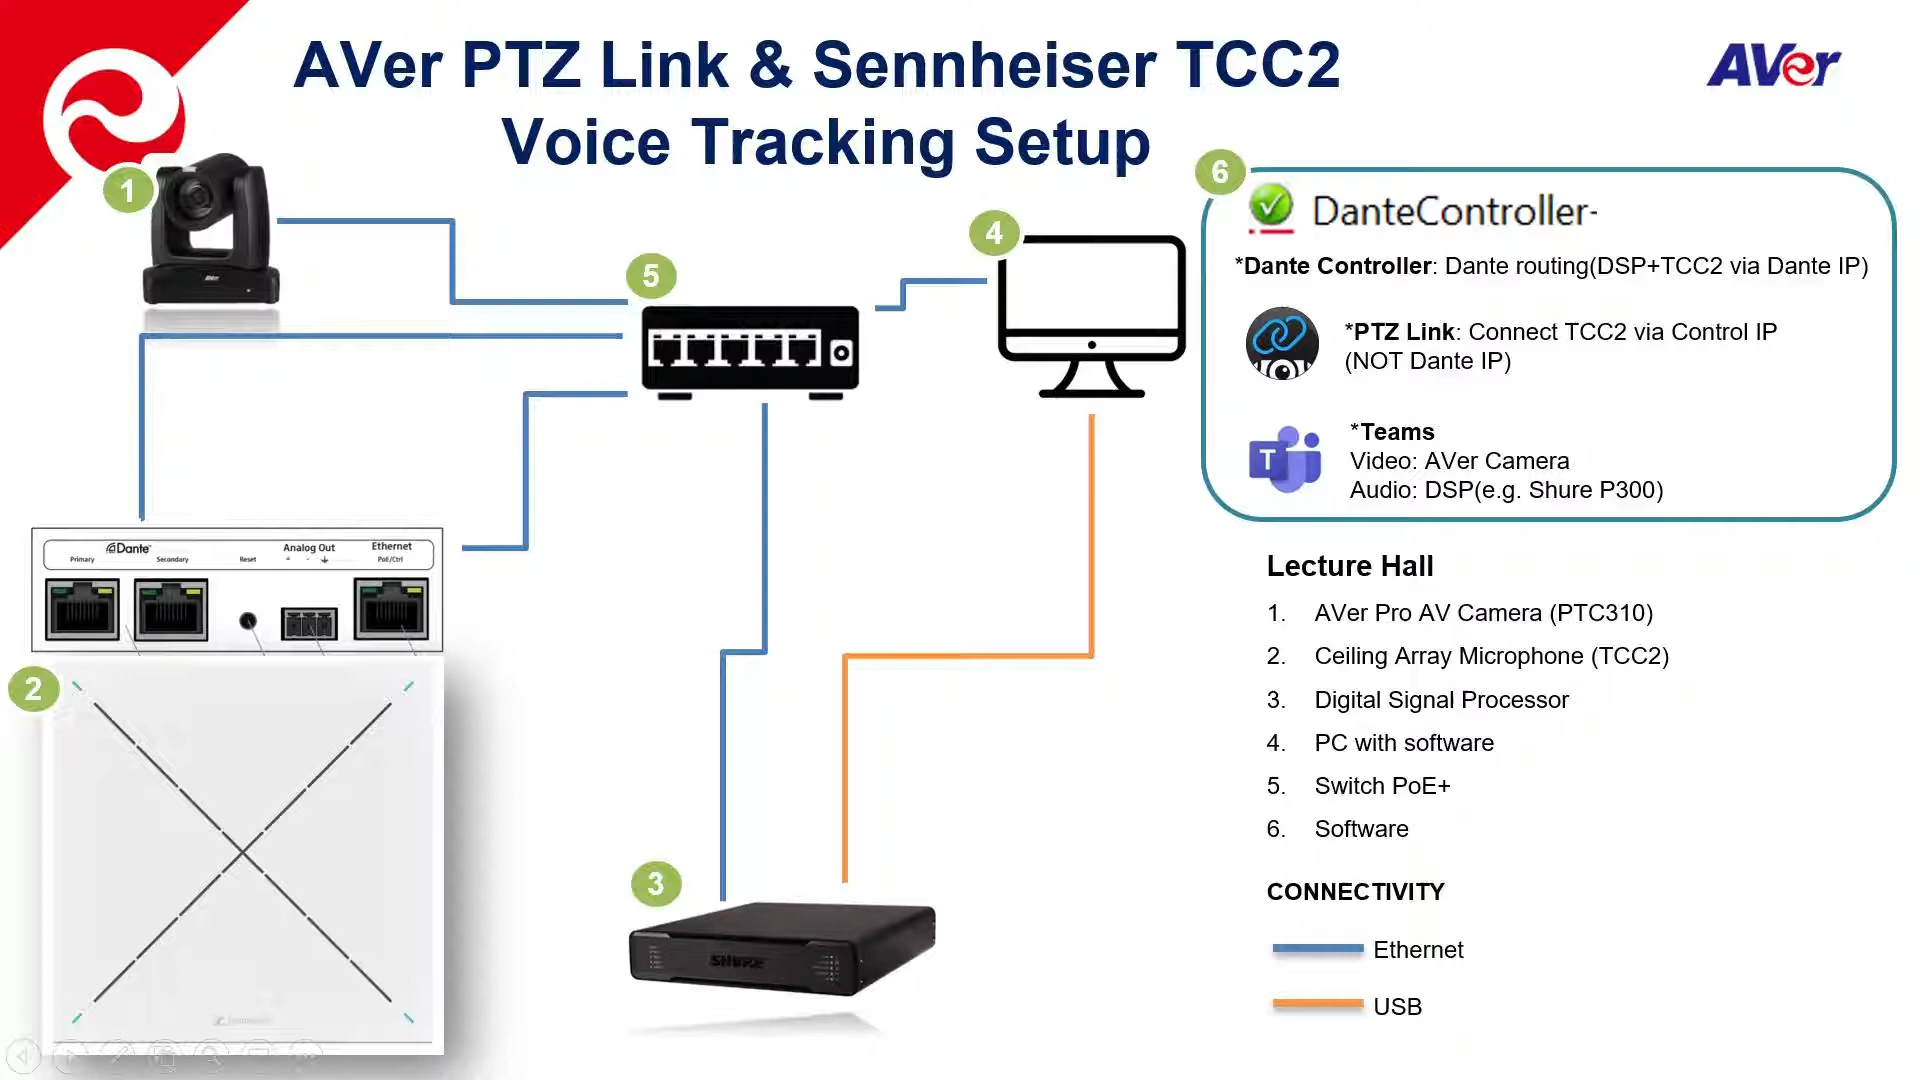 AVer PTZ Link & Sennheiser TCC2
Voice Tracking Setup
AVer
1
AVer
5
4
6
DanteController-
*Dante Controller: Dante routing(DSP+TCC2 via Dante IP)
*PTZ Link: Connect TCC2 via Control IP
(NOT Dante IP)
T
*Teams
Video: AVer Camera
Audio: DSP(e.g. Shure P300)
Dante
Primary
Secondary
Reset
Analog Out
+ -
Ethernet
PoE/Ctrl
2
3
SHURE
Lecture Hall
1. AVer Pro AV Camera (PTC310)
2. Ceiling Array Microphone (TCC2)
3. Digital Signal Processor
4. PC with software
5. Switch PoE+
6. Software
CONNECTIVITY
Ethernet
USB